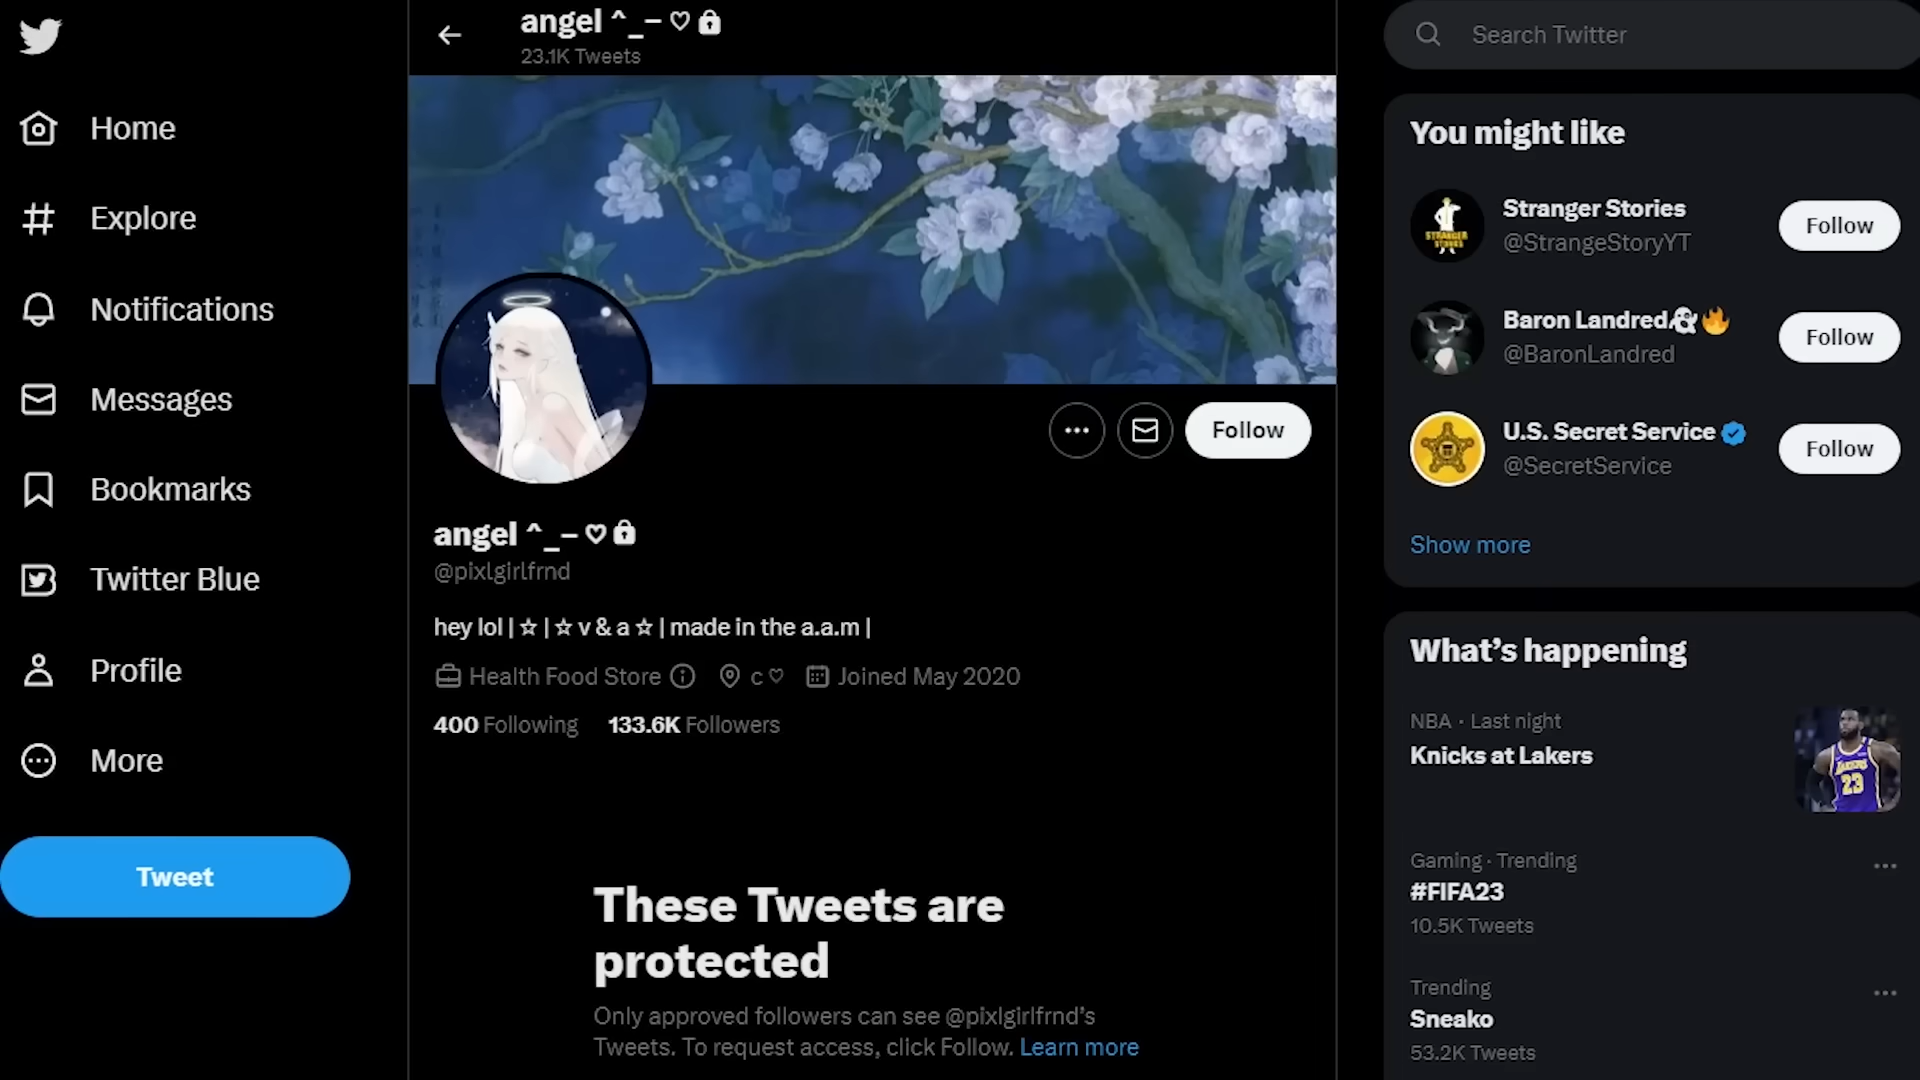 Home
Explore
Notifications
Messages
Bookmarks
Twitter Blue
Profile
More
Tweet
angel ^_− ♡ 🔒
23.1K Tweets
Follow
angel ^_− ♡ 🔒
@pixlgirlfrnd
hey lol | ☆ | ☆ v & a ☆ | made in the a.a.m |
Health Food Store c♡ Joined May 2020
400 Following 133.6K Followers
These Tweets are
protected
Only approved followers can see @pixlgirlfrnd's
Tweets. To request access, click Follow. Learn more
Search Twitter
You might like
Stranger Stories
@StrangeStoryYT
Follow
STRANGER
STORIES
Baron Landred👻🔥
@BaronLandred
Follow
U.S. Secret Service
@SecretService
Follow
Show more
What's happening
NBA · Last night
Knicks at Lakers
LAKERS
23
Gaming · Trending
#FIFA23
10.5K Tweets
Trending
Sneako
53.2K Tweets